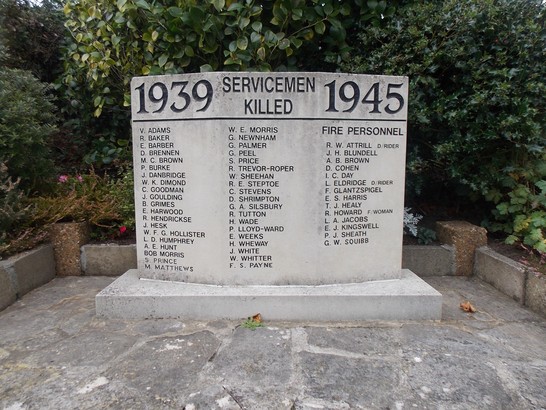 1939 SERVICEMEN KILLED 1945
V. ADAMS
R. BAKER
E. BARBER
D. BRENNEN
M. C. BROWN
P. BURKE
J. DANBRIDGE
W. K. DIMOND
C. GOODMAN
J. GOULDING
B. GRIMES
E. HARWOOD
R. HENDRICKSE
J. HESK
W. F. G. HOLLISTER
L. D. HUMPHREY
A. E. HUNT
BOB MORRIS
S. PRINCE
M. MATTHEWS
W. E. MORRIS
G. NEWNHAM
G. PALMER
G. PEEL
S. PRICE
R. TREVOR-ROPER
W. SHEEHAN
R. E. STEPTOE
C. STEVENS
D. SHRIMPTON
G. A. SILSBURY
R. TUTTON
H. WADE
P. LLOYD-WARD
E. WEEKS
H. WHEWAY
J. WHITE
W. WHITTER
F. S. PAYNE
FIRE PERSONNEL
R. W. ATTRILL D. RIDER
J. H. BLUNDELL
A. B. BROWN
D. COHEN
I. C. DAY
L. ELDRIDGE D. RIDER
F. GLANTZSPIGEL
E. S. HARRIS
T. J. HEALY
R. HOWARD F. WOMAN
L. A. JACOBS
E. J. KINGSWELL
P. J. SHEATH
G. W. SQUIBB